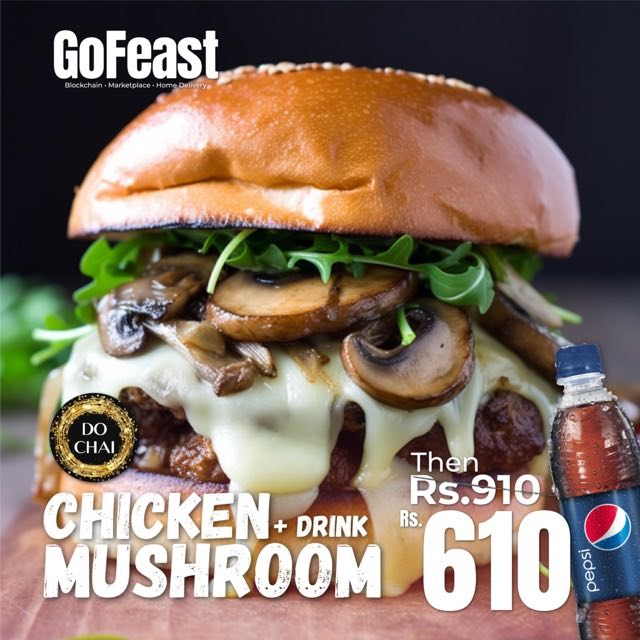 GoFeast
Blockchain • Marketplace • Home Delivery
DO
CHAI
CHICKEN + DRINK
MUSHROOM
Then
Rs.910
Rs. 610
pepsi